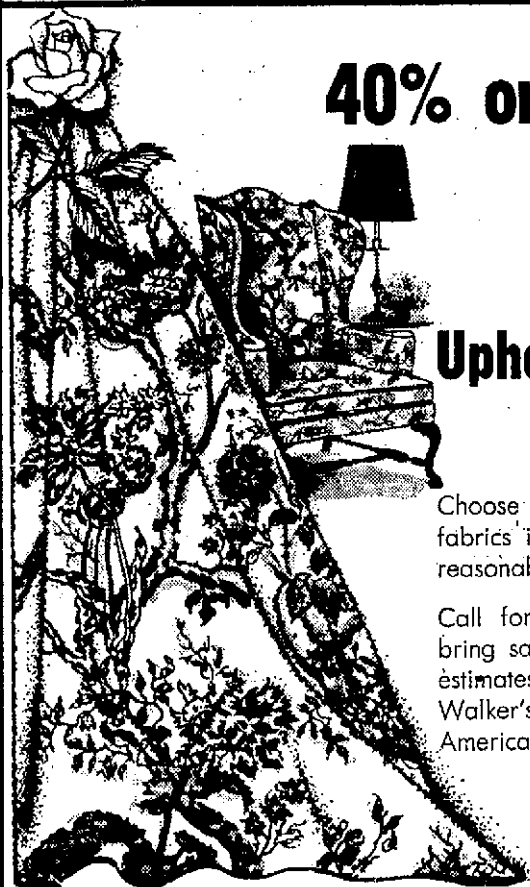 40% o
Upho
Choose
fabrics i
reasonab
Call for
bring sa
estimates
Walker's
America